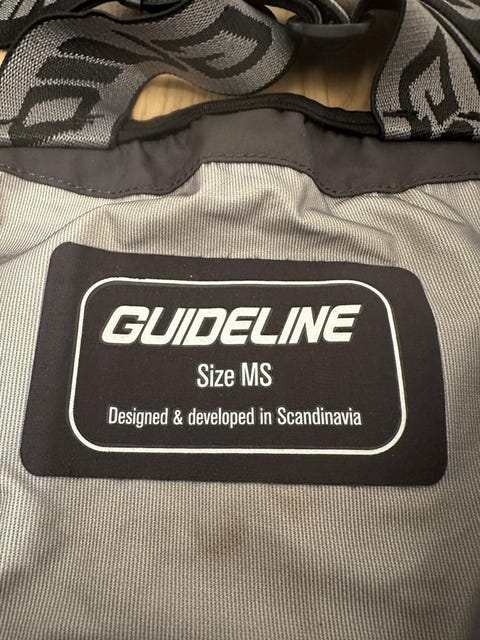 GUIDELINE
Size MS
Designed & developed in Scandinavia